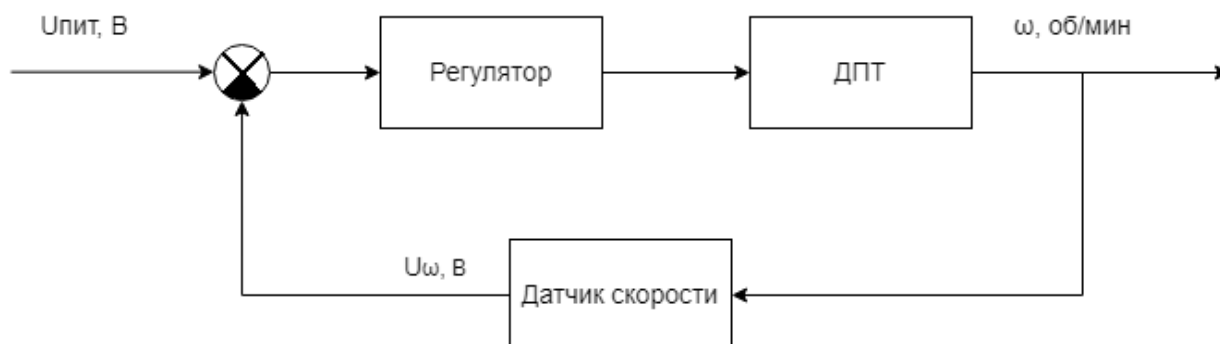 Uпит, В
ω, об/мин
Регулятор
ДПТ
Uω, В
Датчик скорости